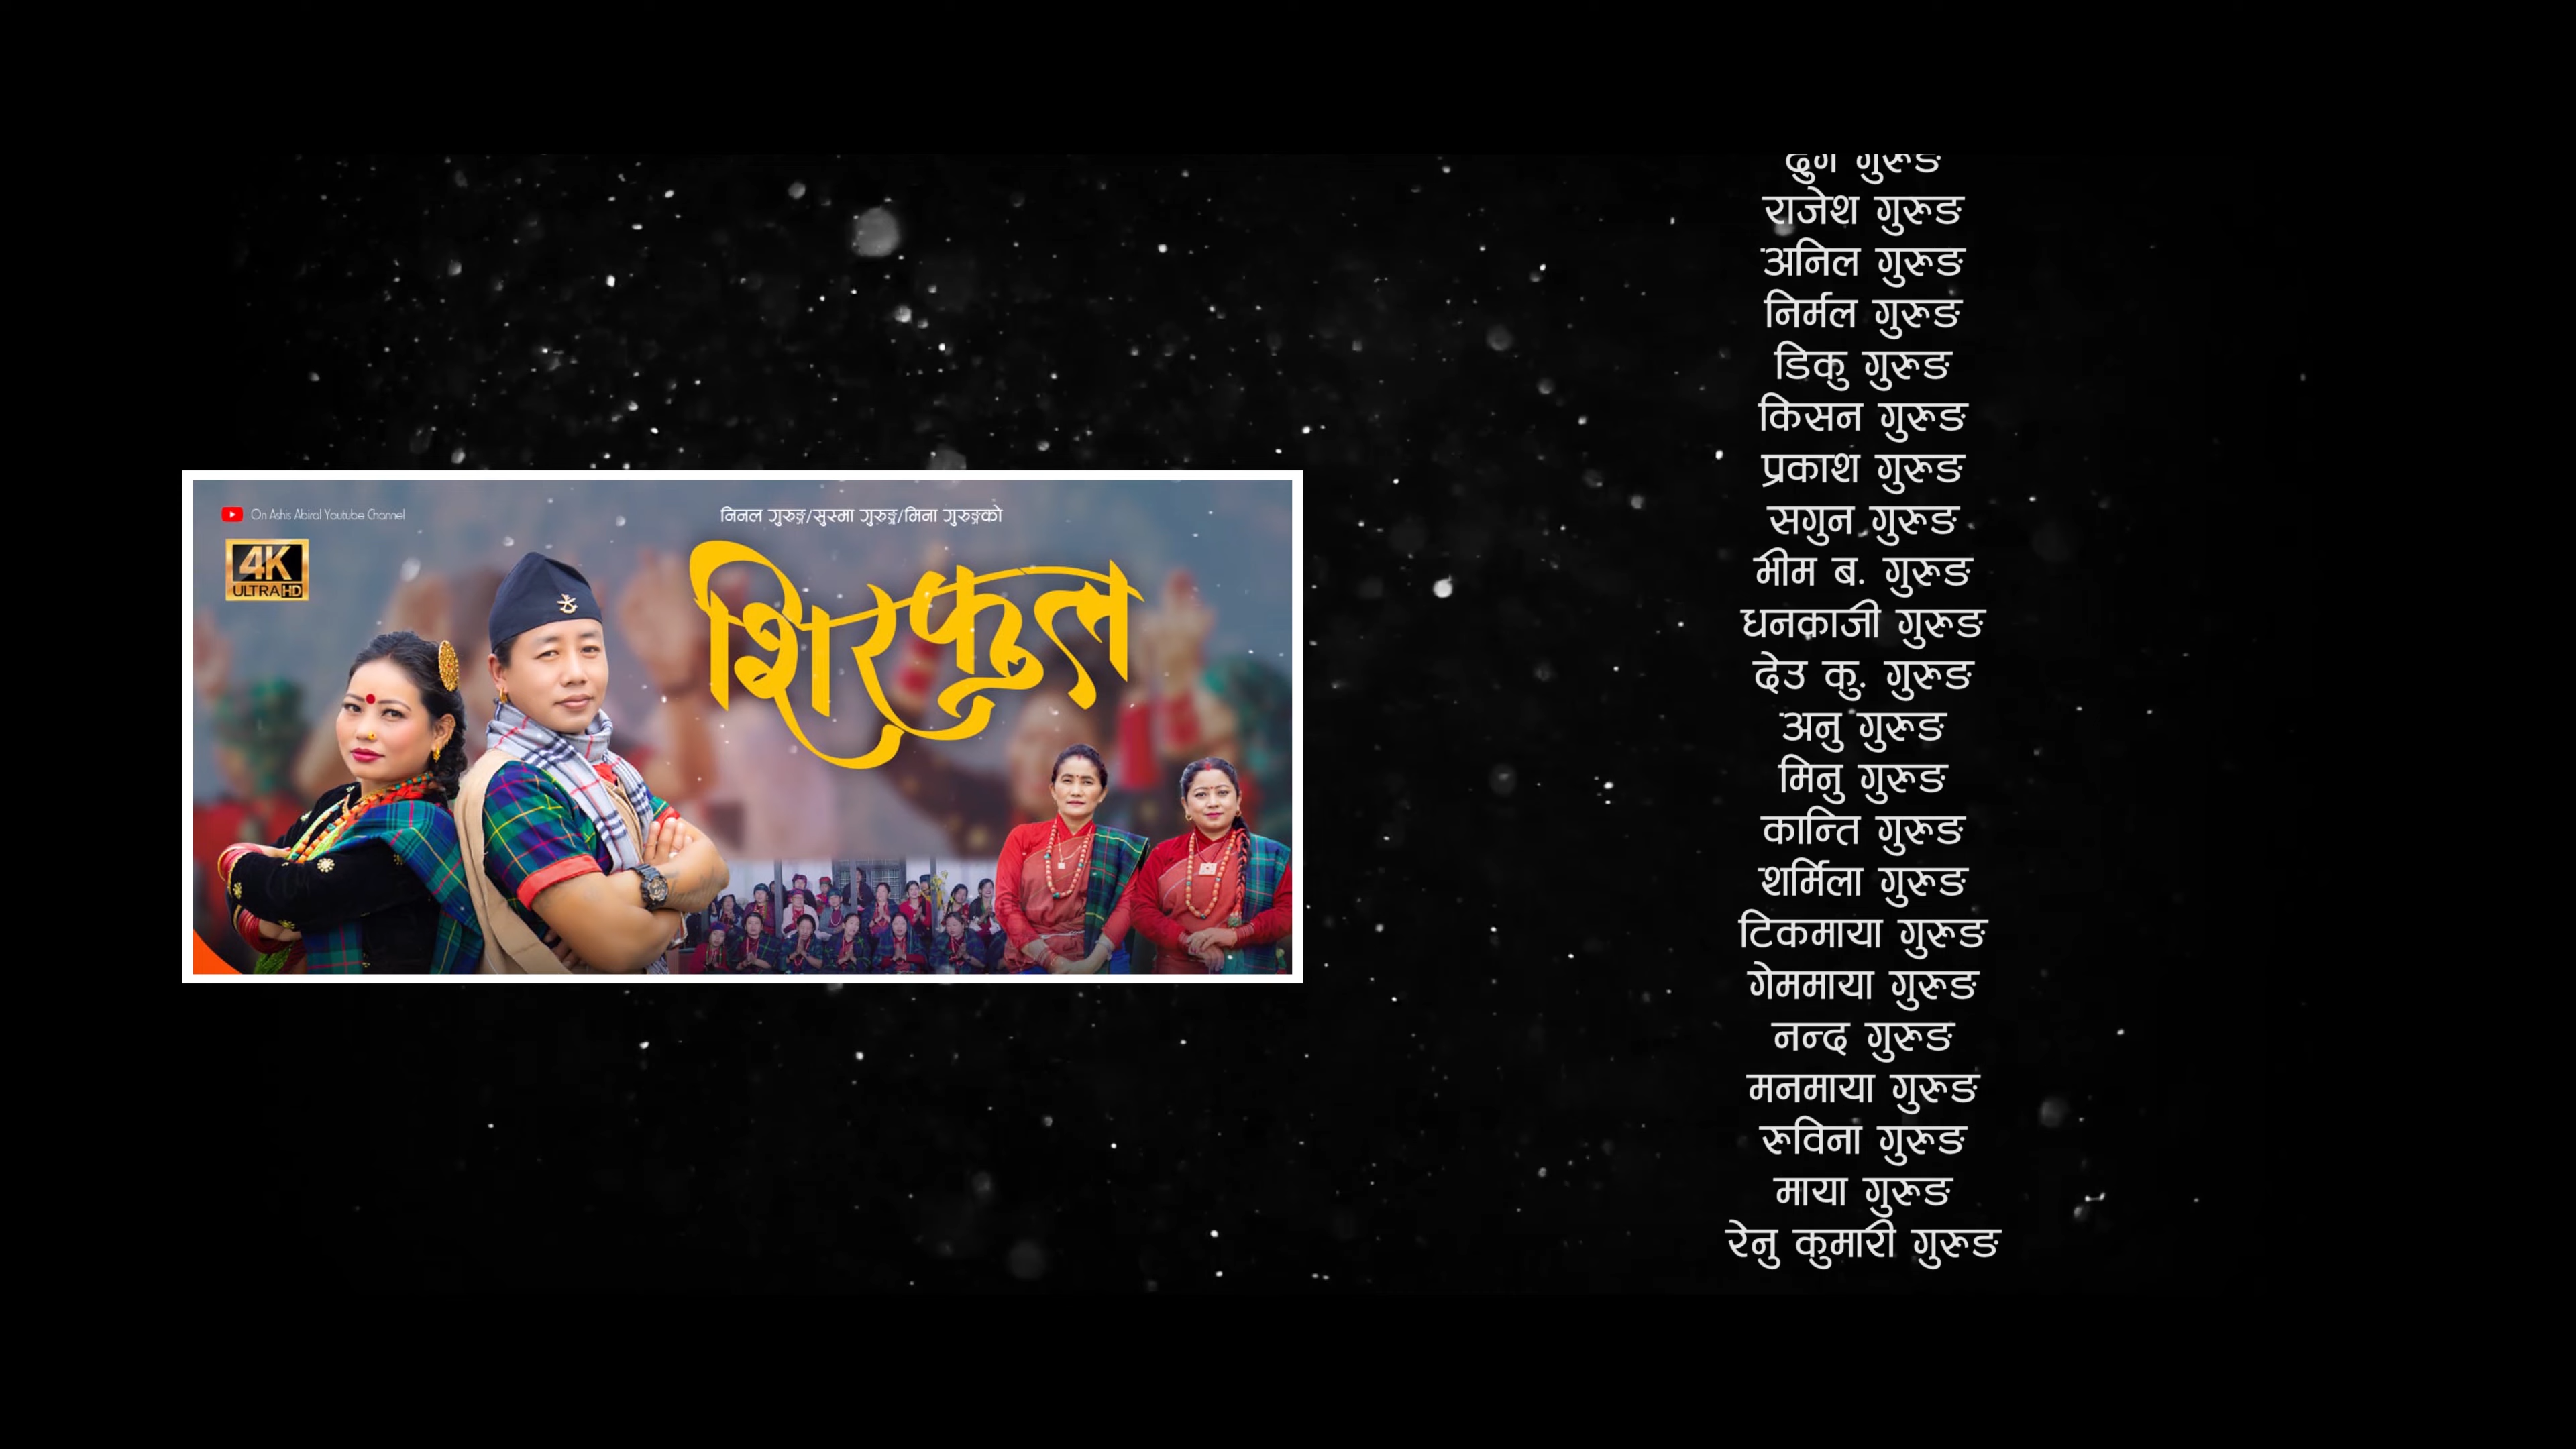 On Ashis Abiral Youtube Channel
4K
ULTRA HD
निनल गुरुङ्ग/सुस्मा गुरुङ्ग/मिना गुरुङ्गको
शिरफुल
गुरूङ
राजेश गुरूङ
अनिल गुरूङ
निर्मल गुरूङ
डिकु गुरूङ
किसन गुरूङ
प्रकाश गुरूङ
सगुन गुरूङ
भीम ब. गुरूङ
धनकाजी गुरूङ
देउ कु. गुरूङ
अनु गुरूङ
मिनु गुरूङ
कान्ति गुरूङ
शर्मिला गुरूङ
टिकमाया गुरूङ
गेममाया गुरूङ
नन्द गुरूङ
मनमाया गुरूङ
रूविना गुरूङ
माया गुरूङ
रेनु कुमारी गुरूङ